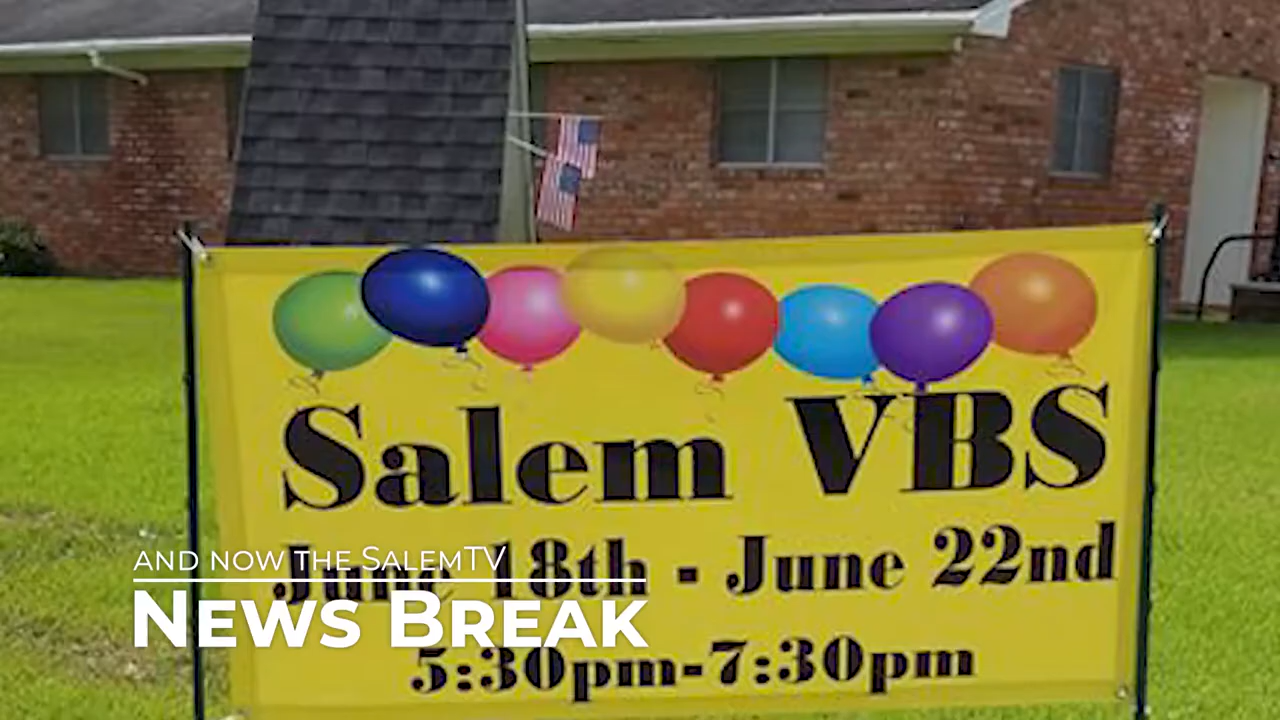 Salem VBS
June 18th - June 22nd
5:30pm-7:30pm
AND NOW THE SALEMTV
NEWS BREAK